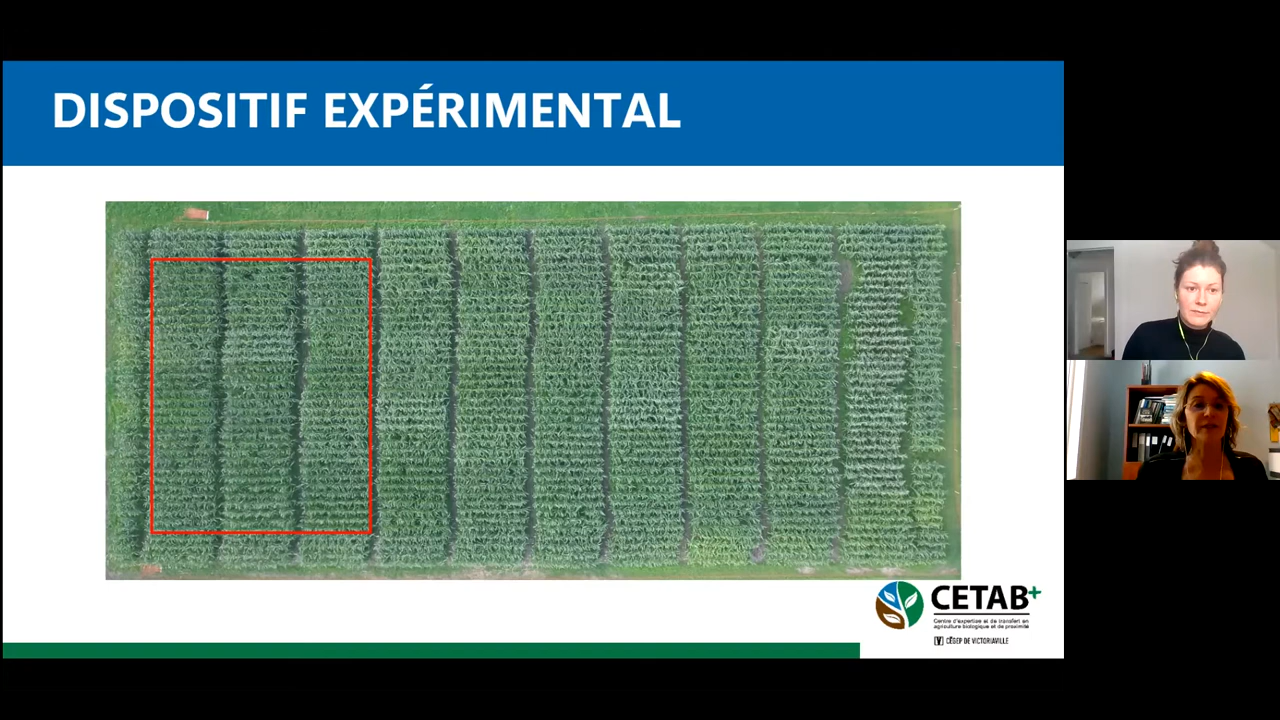 DISPOSITIF EXPÉRIMENTAL
CETAB+
Centre d'expertise et de transfert en
agriculture biologique et de proximité
V CÉGEP DE VICTORIAVILLE